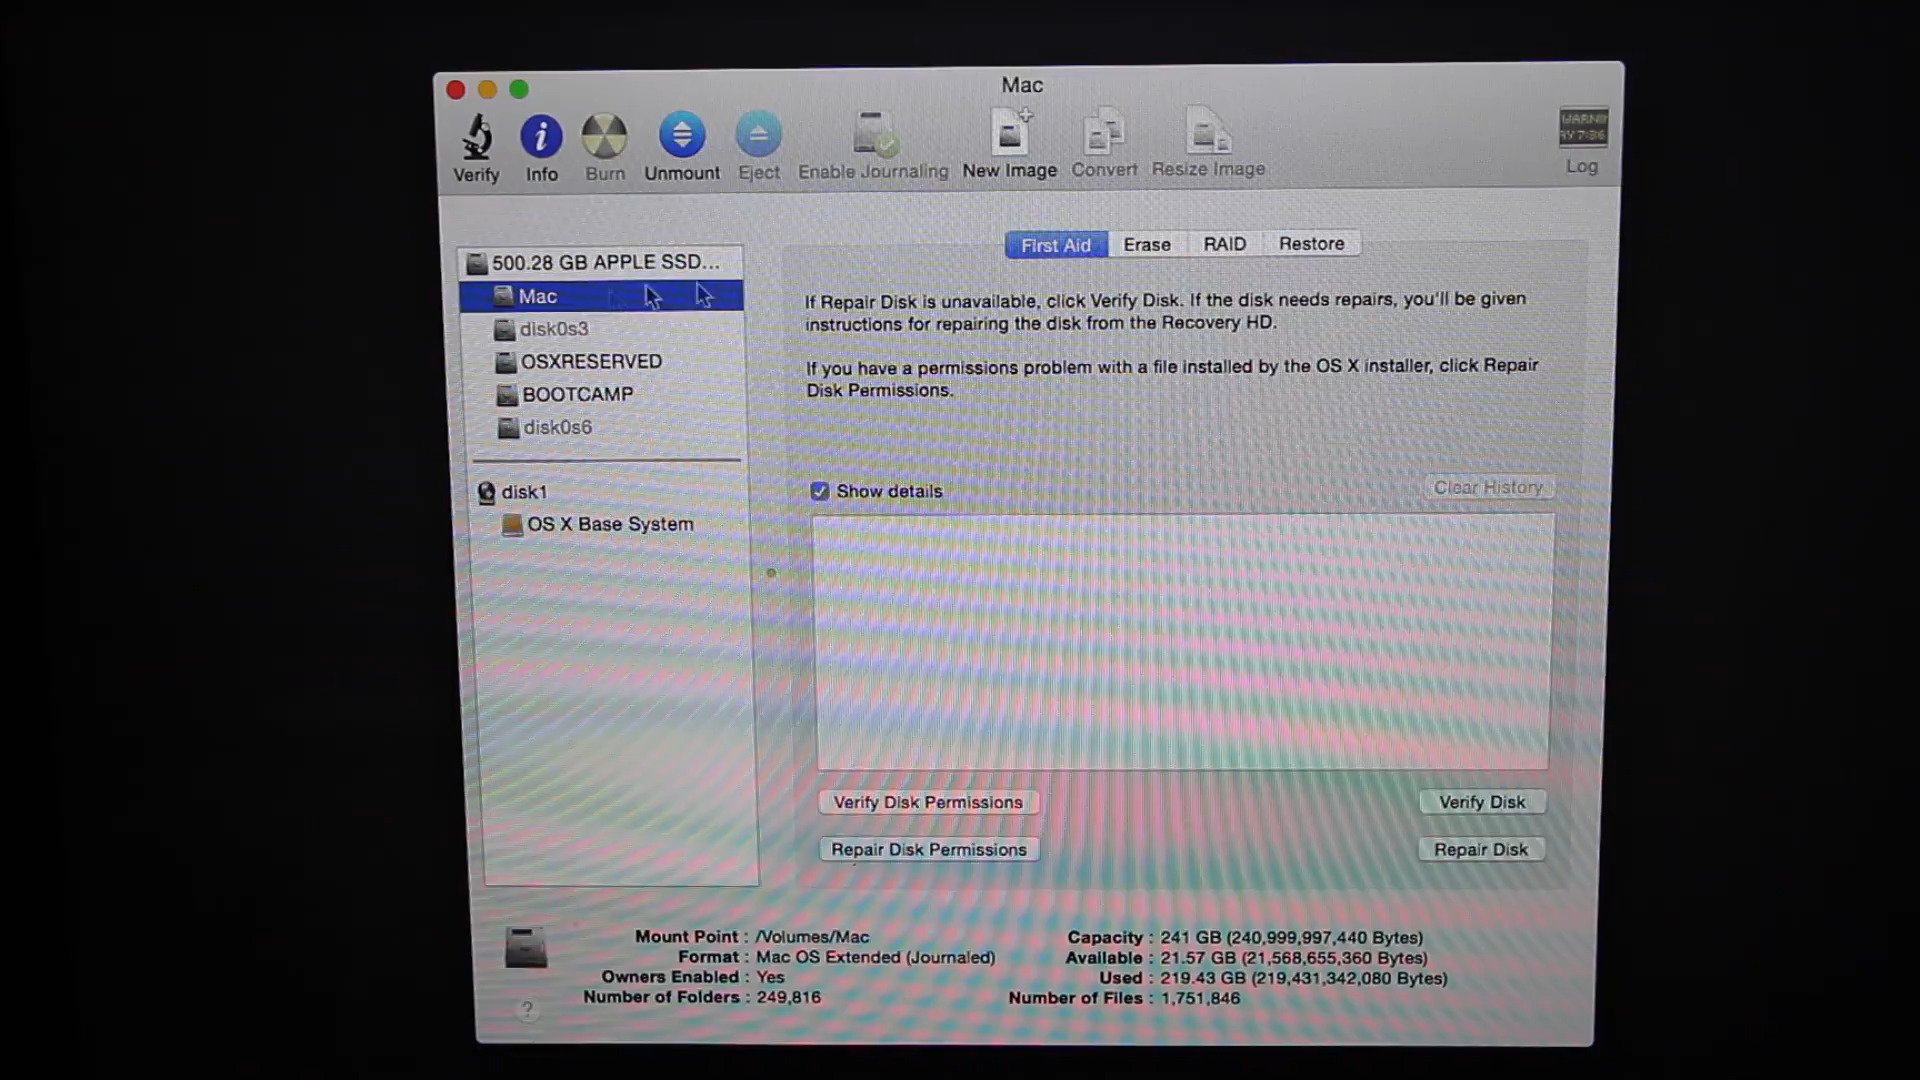 Mac
Verify
Info
Burn
Unmount
Eject
Enable Journaling
New Image
Convert
Resize Image
WARNIN
AY 7:36
Log
500.28 GB APPLE SSD...
Mac
disk0s3
OSXRESERVED
BOOTCAMP
disk0s6
disk1
OS X Base System
First Aid
Erase
RAID
Restore
If Repair Disk is unavailable, click Verify Disk. If the disk needs repairs, you'll be given
instructions for repairing the disk from the Recovery HD.
If you have a permissions problem with a file installed by the OS X installer, click Repair
Disk Permissions.
Show details
Clear History
Verify Disk Permissions
Verify Disk
Repair Disk Permissions
Repair Disk
Mount Point : /Volumes/Mac
Format : Mac OS Extended (Journaled)
Owners Enabled : Yes
Number of Folders : 249,816
Capacity : 241 GB (240,999,997,440 Bytes)
Available : 21.57 GB (21,568,655,360 Bytes)
Used : 219.43 GB (219,431,342,080 Bytes)
Number of Files : 1,751,846
?